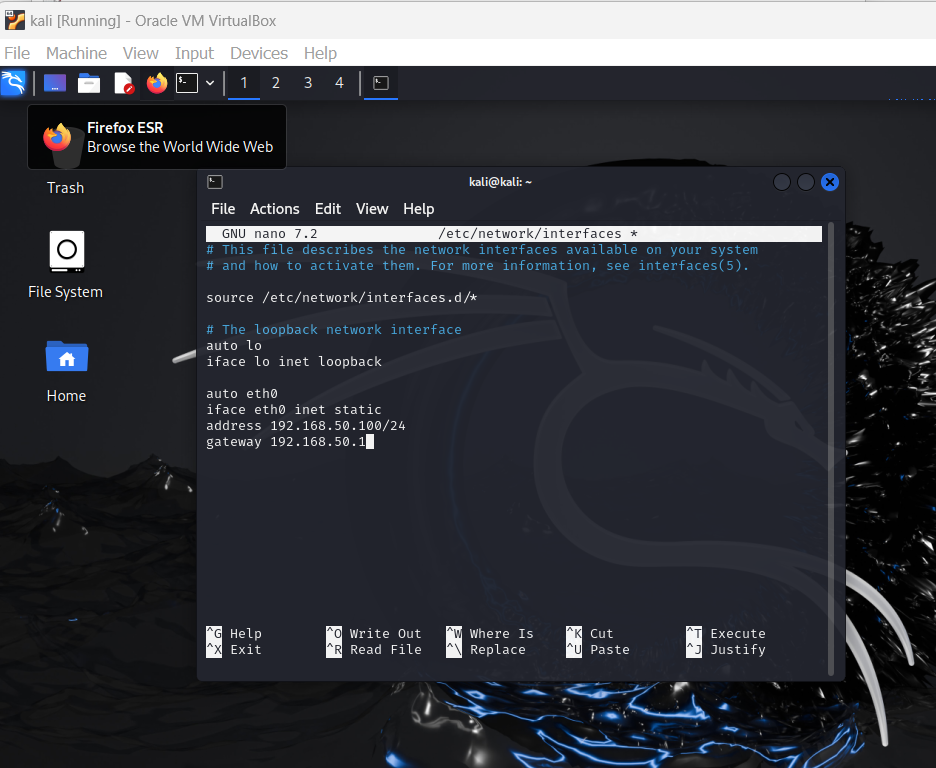 kali [Running] - Oracle VM VirtualBox
File Machine View Input Devices Help
1 2 3 4
Firefox ESR
Browse the World Wide Web
Trash
File System
Home
kali@kali: ~
File Actions Edit View Help
GNU nano 7.2 /etc/network/interfaces *
# This file describes the network interfaces available on your system
# and how to activate them. For more information, see interfaces(5).
source /etc/network/interfaces.d/*
# The loopback network interface
auto lo
iface lo inet loopback
auto eth0
iface eth0 inet static
address 192.168.50.100/24
gateway 192.168.50.1
^G Help ^O Write Out ^W Where Is ^K Cut ^T Execute
^X Exit ^R Read File ^\ Replace ^U Paste ^J Justify